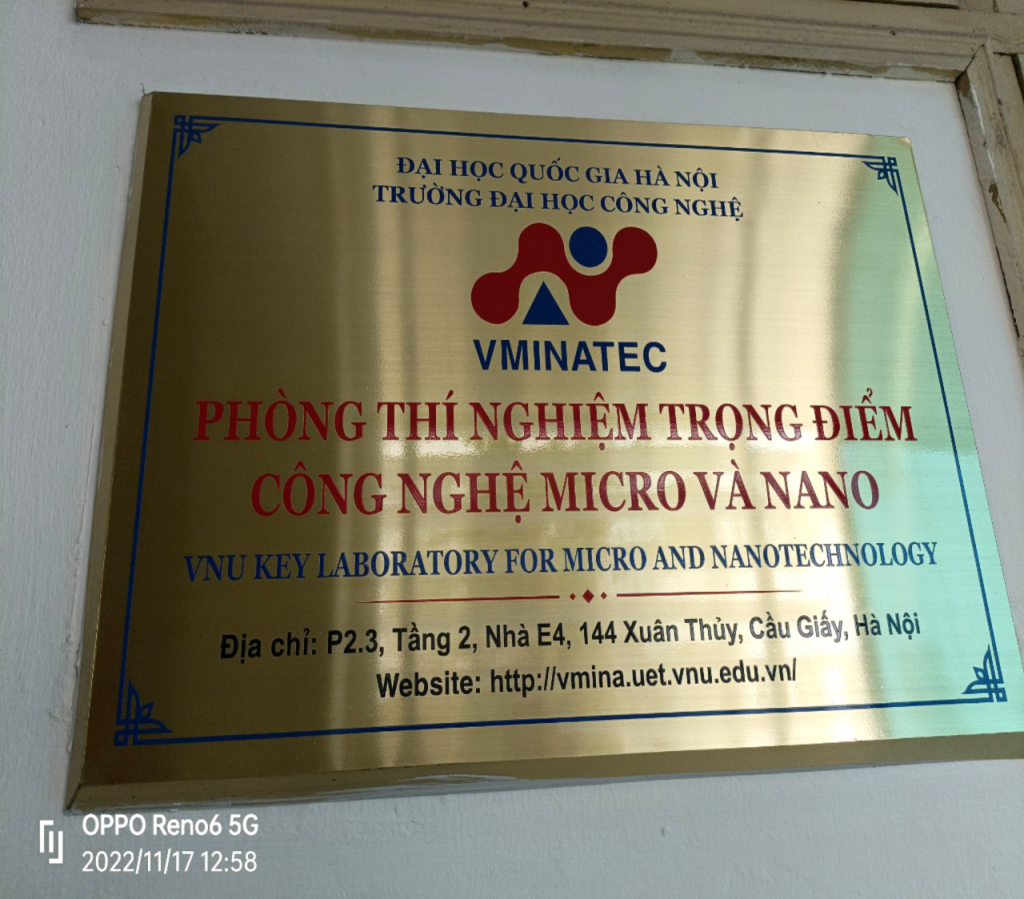 ĐẠI HỌC QUỐC GIA HÀ NỘI
TRƯỜNG ĐẠI HỌC CÔNG NGHỆ
VMINATEC
PHÒNG THÍ NGHIỆM TRỌNG ĐIỂM
CÔNG NGHỆ MICRO VÀ NANO
VNU KEY LABORATORY FOR MICRO AND NANOTECHNOLOGY
Địa chỉ: P2.3, Tầng 2, Nhà E4, 144 Xuân Thủy, Cầu Giấy, Hà Nội
Website: http://vmina.uet.vnu.edu.vn/
OPPO Reno6 5G
2022/11/17 12:58